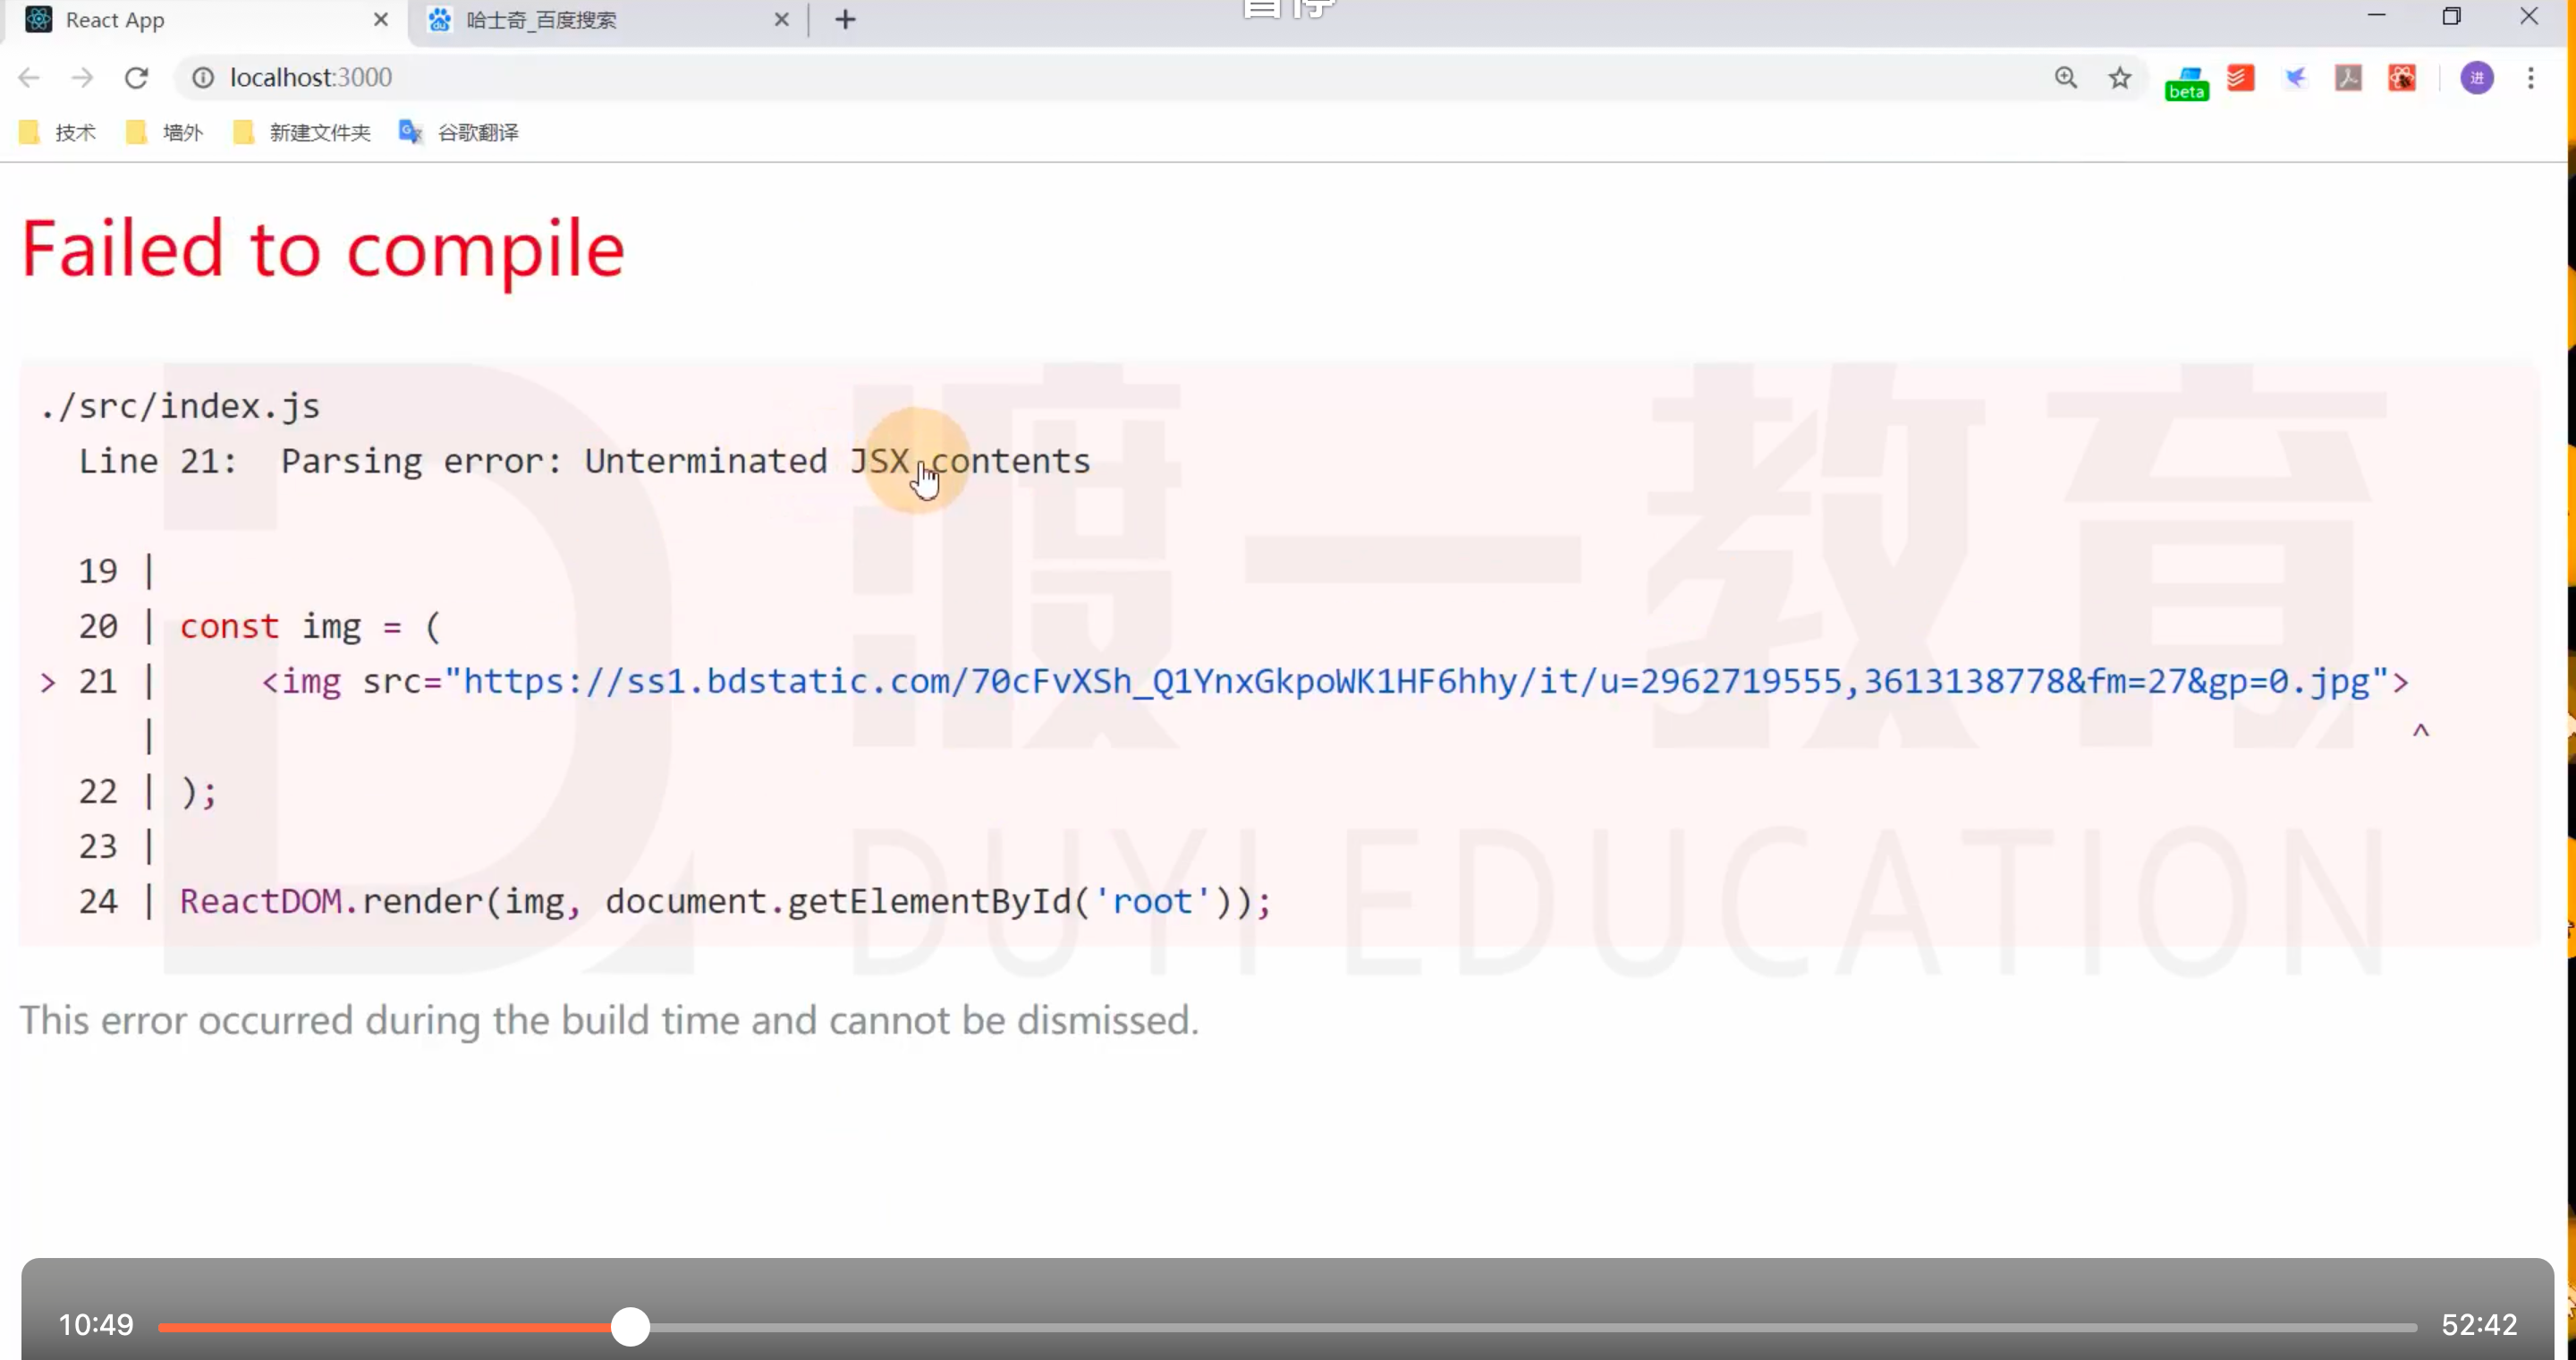 暂停
React App
哈士奇_百度搜索
localhost:3000
beta
进
技术
墙外
新建文件夹
谷歌翻译
Failed to compile
./src/index.js
Line 21:  Parsing error: Unterminated JSX contents
19 |
20 | const img = (
> 21 |     <img src="https://ss1.bdstatic.com/70cFvXSh_Q1YnxGkpoWK1HF6hhy/it/u=2962719555,3613138778&fm=27&gp=0.jpg">
| ^
22 | );
23 |
24 | ReactDOM.render(img, document.getElementById('root'));
渡一教育
DUYI EDUCATION
This error occurred during the build time and cannot be dismissed.
10:49
52:42